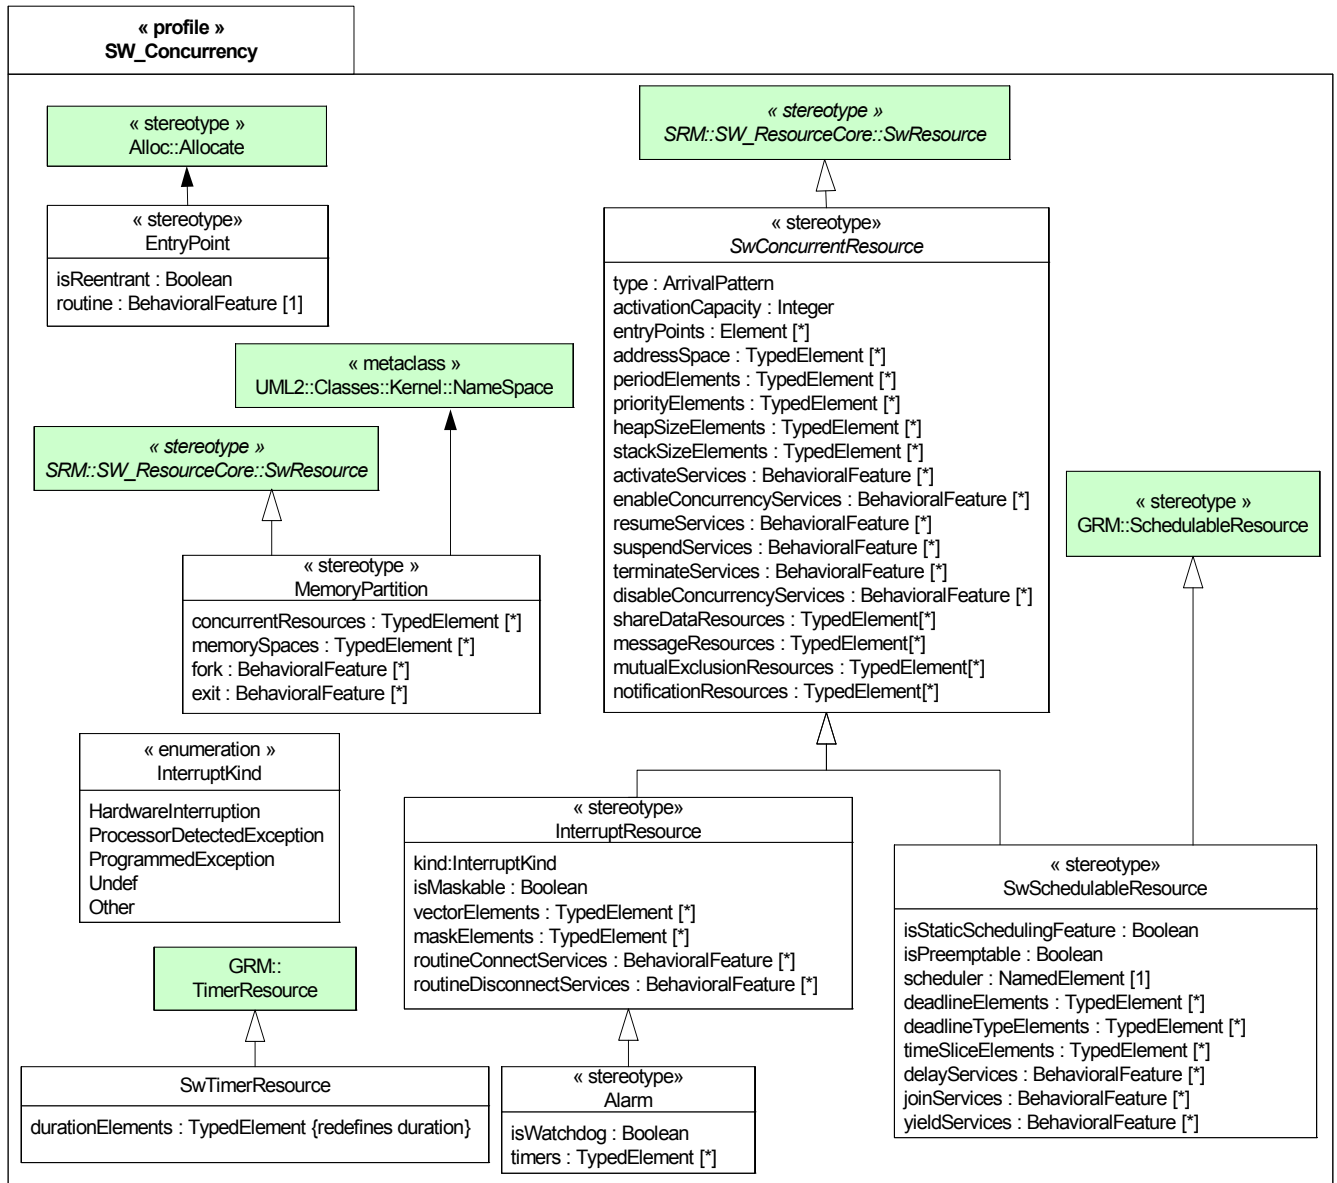 « profile »
SW_Concurrency
« stereotype »
Alloc::Allocate
« stereotype»
EntryPoint
isReentrant : Boolean
routine : BehavioralFeature [1]
« metaclass »
UML2::Classes::Kernel::NameSpace
« stereotype »
SRM::SW_ResourceCore::SwResource
« stereotype »
MemoryPartition
concurrentResources : TypedElement [*]
memorySpaces : TypedElement [*]
fork : BehavioralFeature [*]
exit : BehavioralFeature [*]
« enumeration »
InterruptKind
HardwareInterruption
ProcessorDetectedException
ProgrammedException
Undef
Other
GRM::
TimerResource
SwTimerResource
durationElements : TypedElement {redefines duration}
« stereotype »
SRM::SW_ResourceCore::SwResource
« stereotype»
SwConcurrentResource
type : ArrivalPattern
activationCapacity : Integer
entryPoints : Element [*]
addressSpace : TypedElement [*]
periodElements : TypedElement [*]
priorityElements : TypedElement [*]
heapSizeElements : TypedElement [*]
stackSizeElements : TypedElement [*]
activateServices : BehavioralFeature [*]
enableConcurrencyServices : BehavioralFeature [*]
resumeServices : BehavioralFeature [*]
suspendServices : BehavioralFeature [*]
terminateServices : BehavioralFeature [*]
disableConcurrencyServices : BehavioralFeature [*]
shareDataResources : TypedElement[*]
messageResources : TypedElement[*]
mutualExclusionResources : TypedElement[*]
notificationResources : TypedElement[*]
« stereotype »
GRM::SchedulableResource
« stereotype»
InterruptResource
kind:InterruptKind
isMaskable : Boolean
vectorElements : TypedElement [*]
maskElements : TypedElement [*]
routineConnectServices : BehavioralFeature [*]
routineDisconnectServices : BehavioralFeature [*]
« stereotype»
Alarm
isWatchdog : Boolean
timers : TypedElement [*]
« stereotype»
SwSchedulableResource
isStaticSchedulingFeature : Boolean
isPreemptable : Boolean
scheduler : NamedElement [1]
deadlineElements : TypedElement [*]
deadlineTypeElements : TypedElement [*]
timeSliceElements : TypedElement [*]
delayServices : BehavioralFeature [*]
joinServices : BehavioralFeature [*]
yieldServices : BehavioralFeature [*]